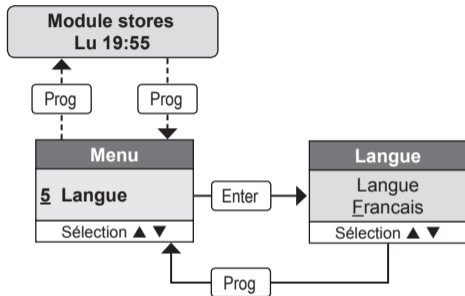 Module stores
Lu 19:55
Prog
Prog
Menu
5 Langue
Sélection ▲ ▼
Enter
Langue
Langue
Francais
Sélection ▲ ▼
Prog